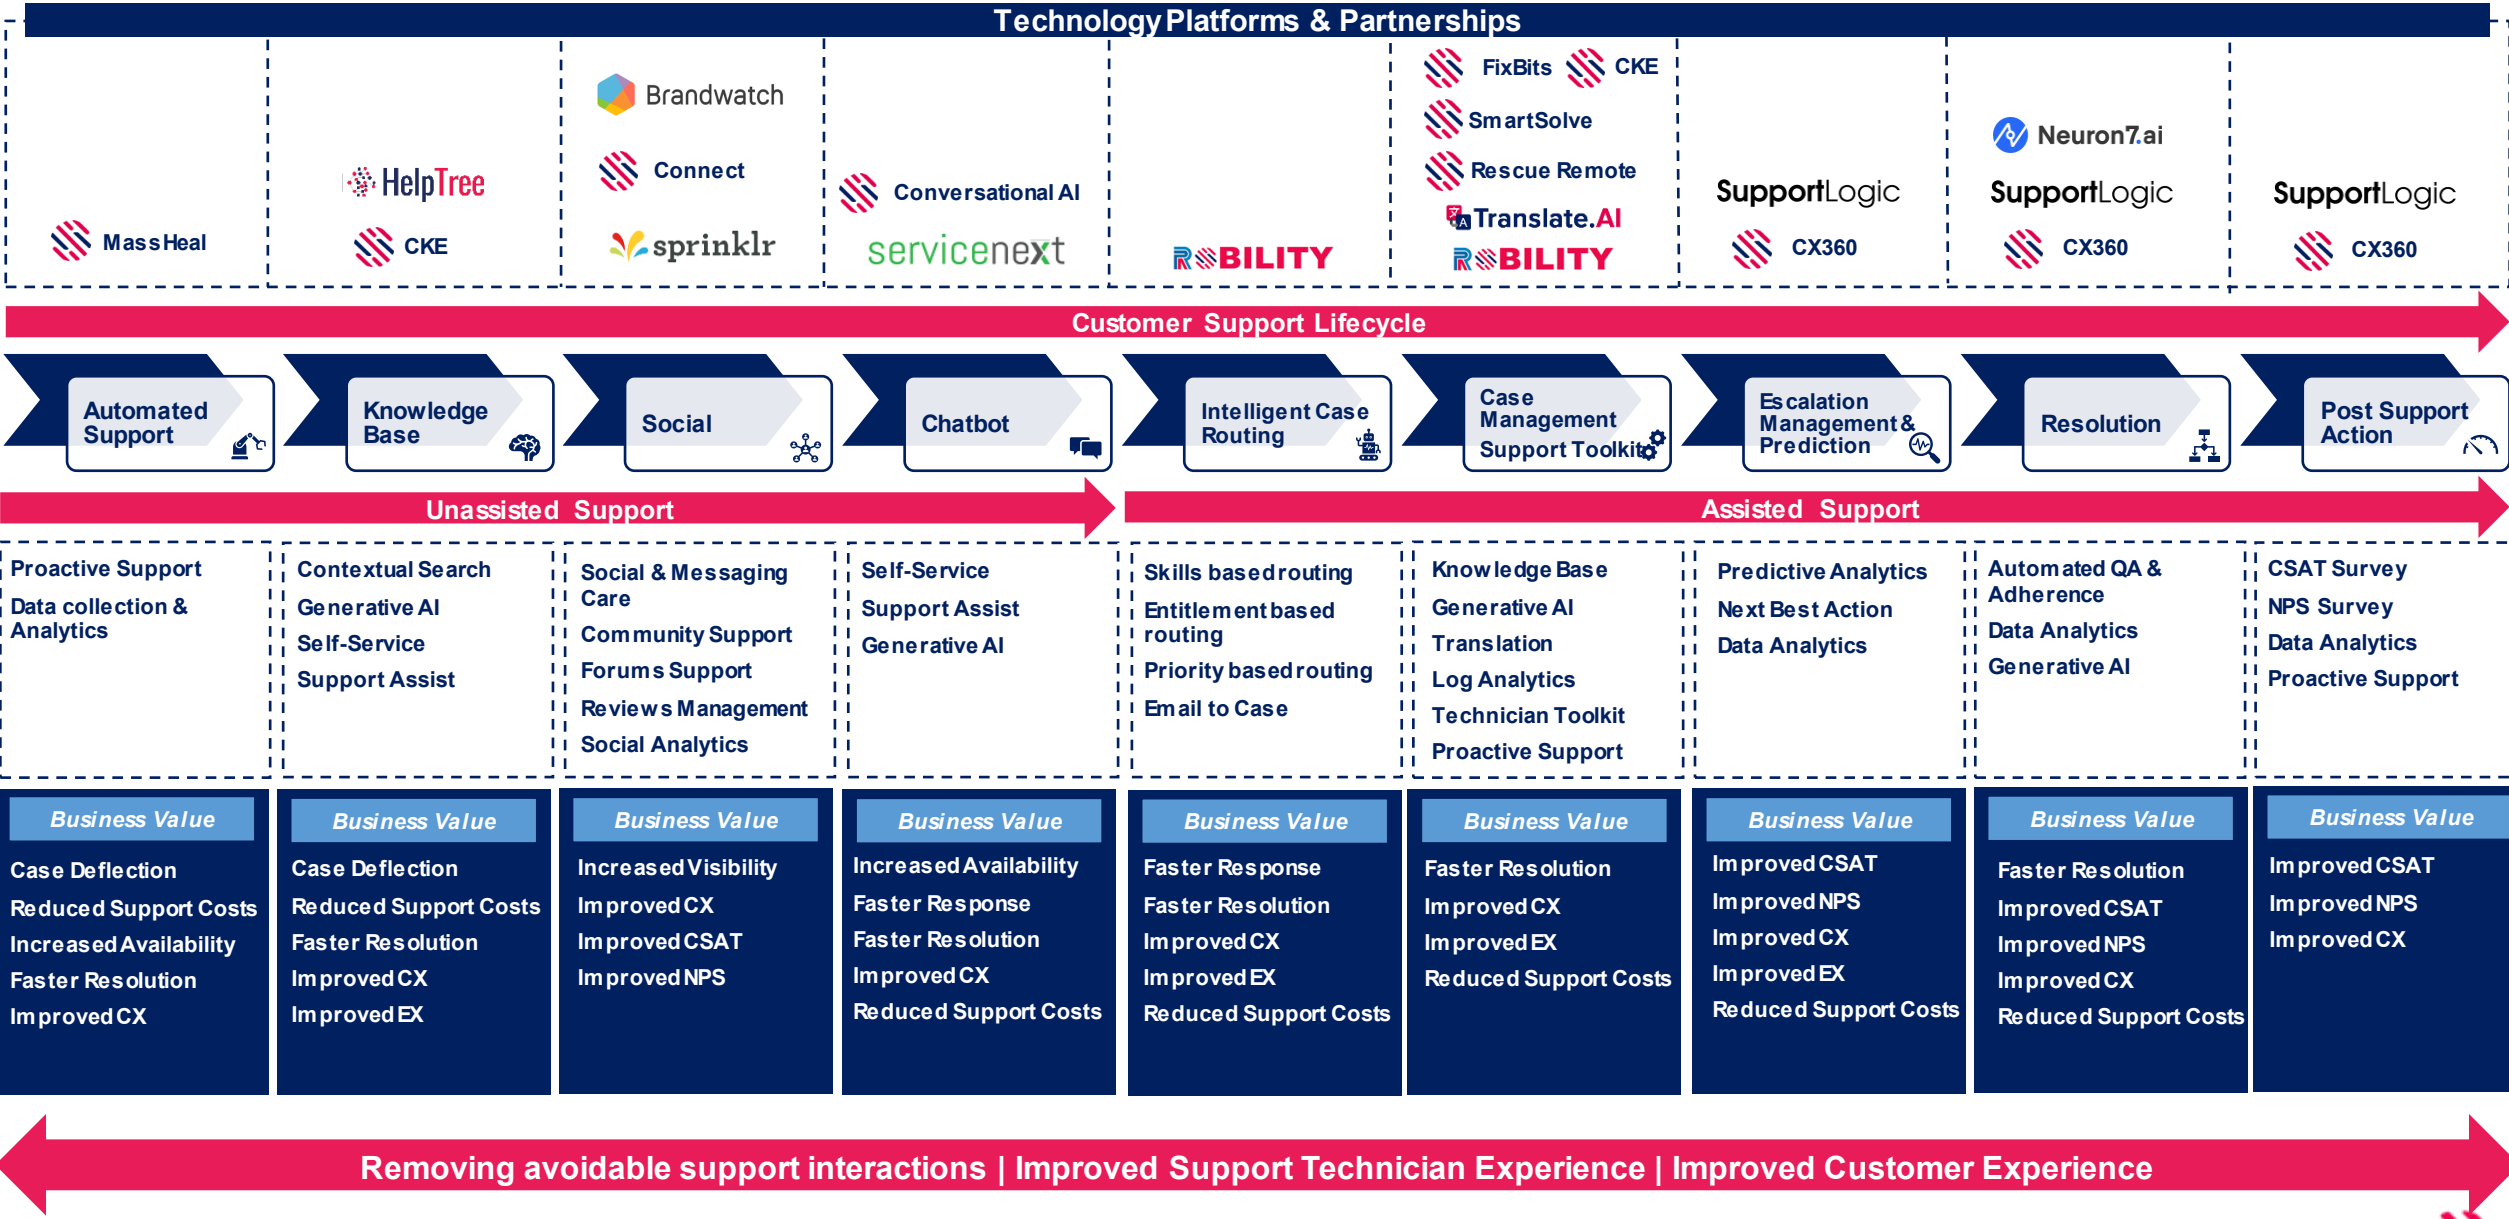 Technology Platforms & Partnerships
MassHeal
HelpTree
CKE
Brandwatch
Connect
sprinklr
Conversational AI
servicenext
ROBILITY
FixBits
CKE
SmartSolve
Rescue Remote
Translate.AI
ROBILITY
SupportLogic
CX360
Neuron7.ai
SupportLogic
CX360
SupportLogic
CX360
Customer Support Lifecycle
Automated
Support
Knowledge
Base
Social
Chatbot
Intelligent Case
Routing
Case
Management
Support Toolkit
Escalation
Management &
Prediction
Resolution
Post Support
Action
Unassisted Support
Assisted Support
Proactive Support
Data collection &
Analytics
Contextual Search
Generative AI
Self-Service
Support Assist
Social & Messaging
Care
Community Support
Forums Support
Reviews Management
Social Analytics
Self-Service
Support Assist
Generative AI
Skills based routing
Entitlement based
routing
Priority based routing
Email to Case
Knowledge Base
Generative AI
Translation
Log Analytics
Technician Toolkit
Proactive Support
Predictive Analytics
Next Best Action
Data Analytics
Automated QA &
Adherence
Data Analytics
Generative AI
CSAT Survey
NPS Survey
Data Analytics
Proactive Support
Business Value
Case Deflection
Reduced Support Costs
Increased Availability
Faster Resolution
Improved CX
Business Value
Case Deflection
Reduced Support Costs
Faster Resolution
Improved CX
Improved EX
Business Value
Increased Visibility
Improved CX
Improved CSAT
Improved NPS
Business Value
Increased Availability
Faster Response
Faster Resolution
Improved CX
Reduced Support Costs
Business Value
Faster Response
Faster Resolution
Improved CX
Improved EX
Reduced Support Costs
Business Value
Faster Resolution
Improved CX
Improved EX
Reduced Support Costs
Business Value
Improved CSAT
Improved NPS
Improved CX
Improved EX
Reduced Support Costs
Business Value
Faster Resolution
Improved CSAT
Improved NPS
Improved CX
Reduced Support Costs
Business Value
Improved CSAT
Improved NPS
Improved CX
Removing avoidable support interactions | Improved Support Technician Experience | Improved Customer Experience